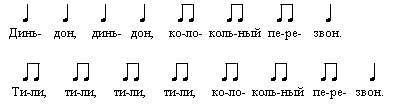 Динь- дон, динь- дон, ко-ло- коль-ный пе-ре- звон.
Ти-ли, ти-ли, ти-ли, ти-ли, ко-ло- коль-ный пе-ре- звон.